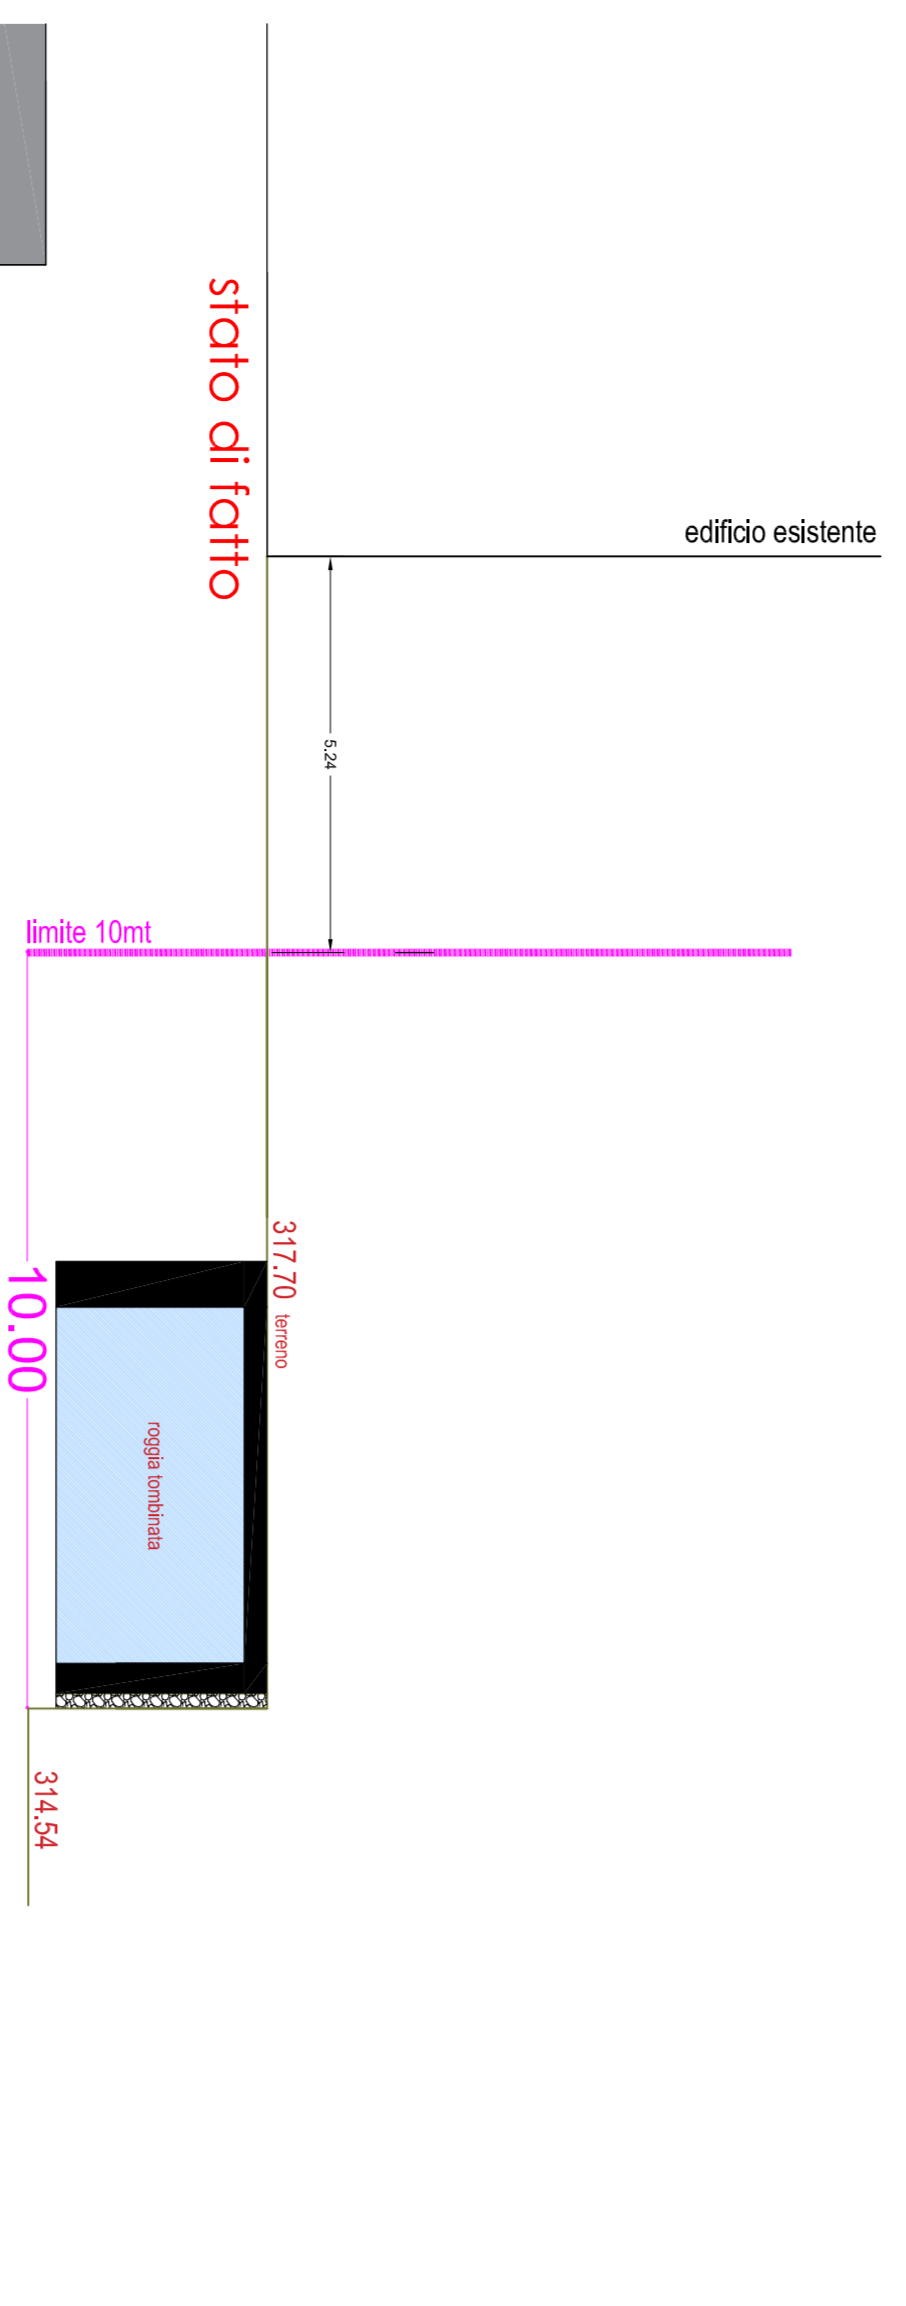 edificio esistente
stato di fatto
5.24
limite 10mt
317.70 terreno
10.00
roggia tombinata
314.54